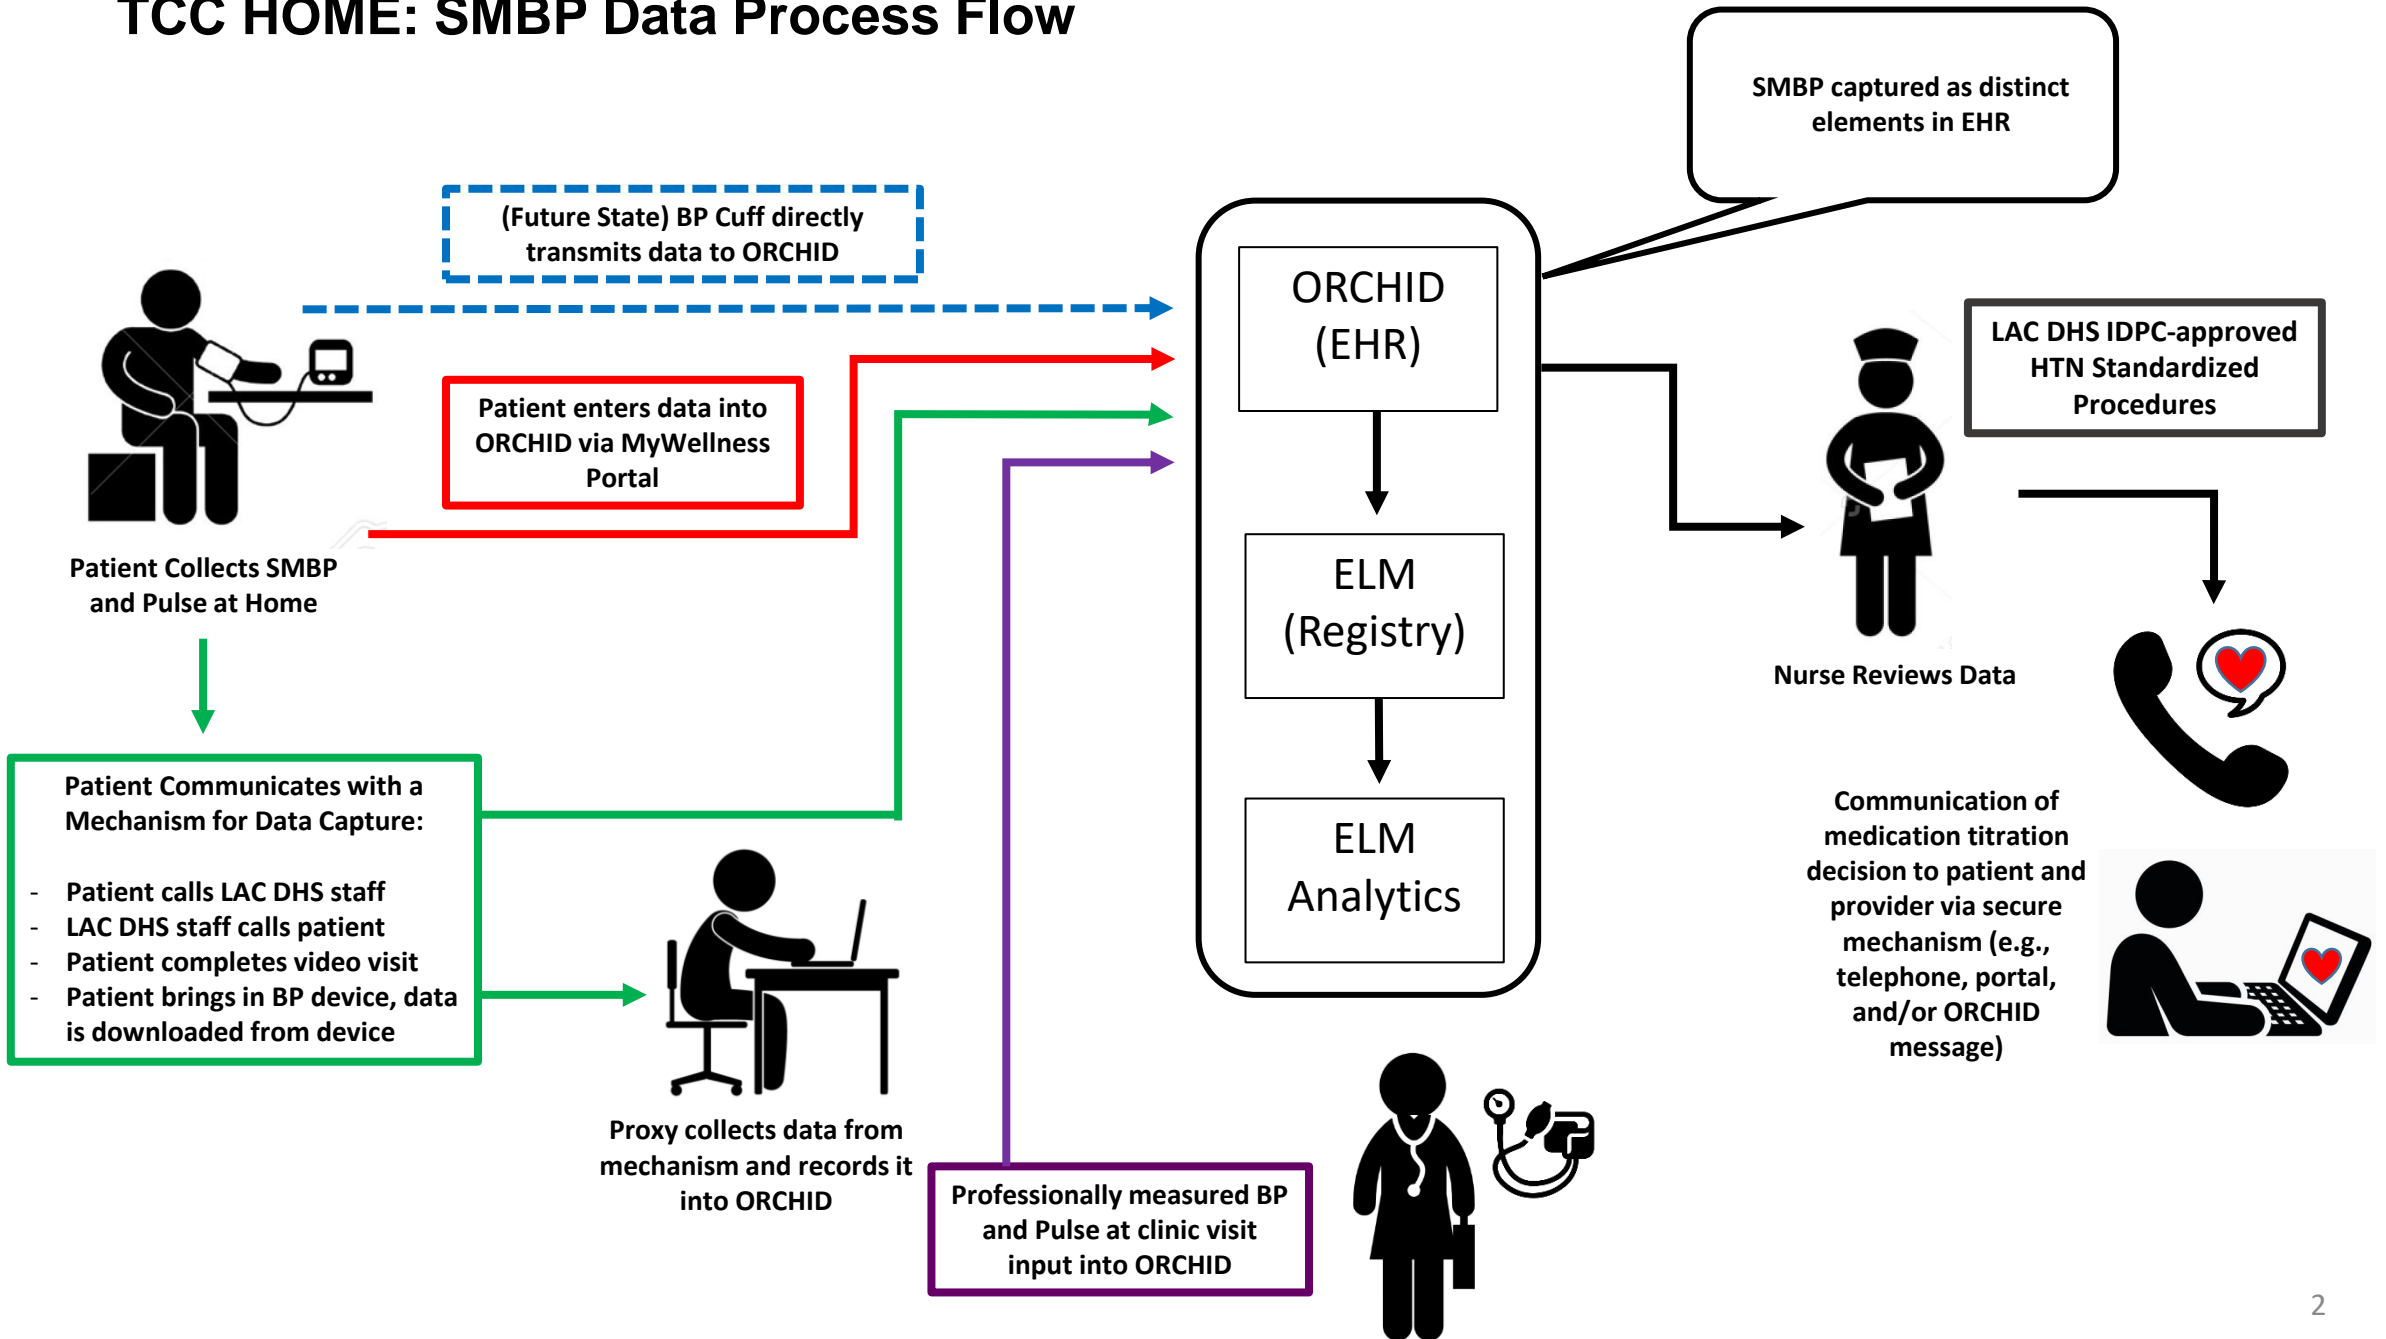 TCC HOME: SMBP Data Process Flow
SMBP captured as distinct
elements in EHR
(Future State) BP Cuff directly
transmits data to ORCHID
Patient enters data into
ORCHID via MyWellness
Portal
Patient Collects SMBP
and Pulse at Home
Patient Communicates with a
Mechanism for Data Capture:
- Patient calls LAC DHS staff
- LAC DHS staff calls patient
- Patient completes video visit
- Patient brings in BP device, data
is downloaded from device
Proxy collects data from
mechanism and records it
into ORCHID
Professionally measured BP
and Pulse at clinic visit
input into ORCHID
ORCHID
(EHR)
ELM
(Registry)
ELM
Analytics
LAC DHS IDPC-approved
HTN Standardized
Procedures
Nurse Reviews Data
Communication of
medication titration
decision to patient and
provider via secure
mechanism (e.g.,
telephone, portal,
and/or ORCHID
message)
2